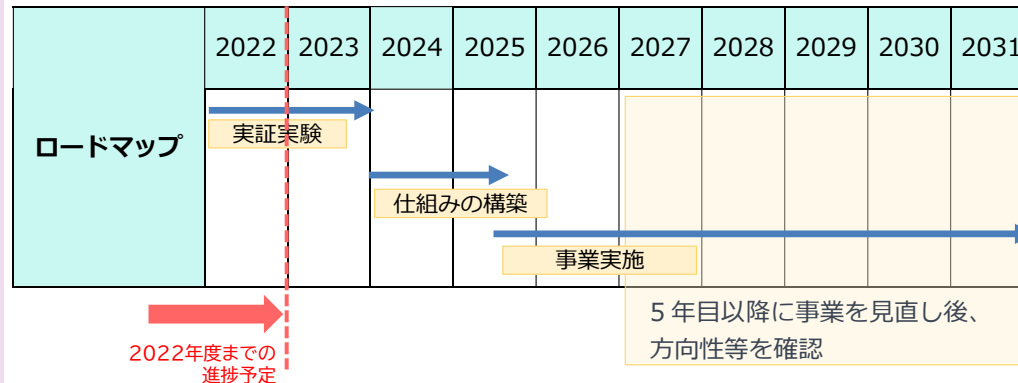 2022 2023 2024 2025 2026 2027 2028 2029 2030 2031
ロードマップ
実証実験
仕組みの構築
事業実施
5年目以降に事業を見直し後、
方向性等を確認
2022年度までの
進捗予定